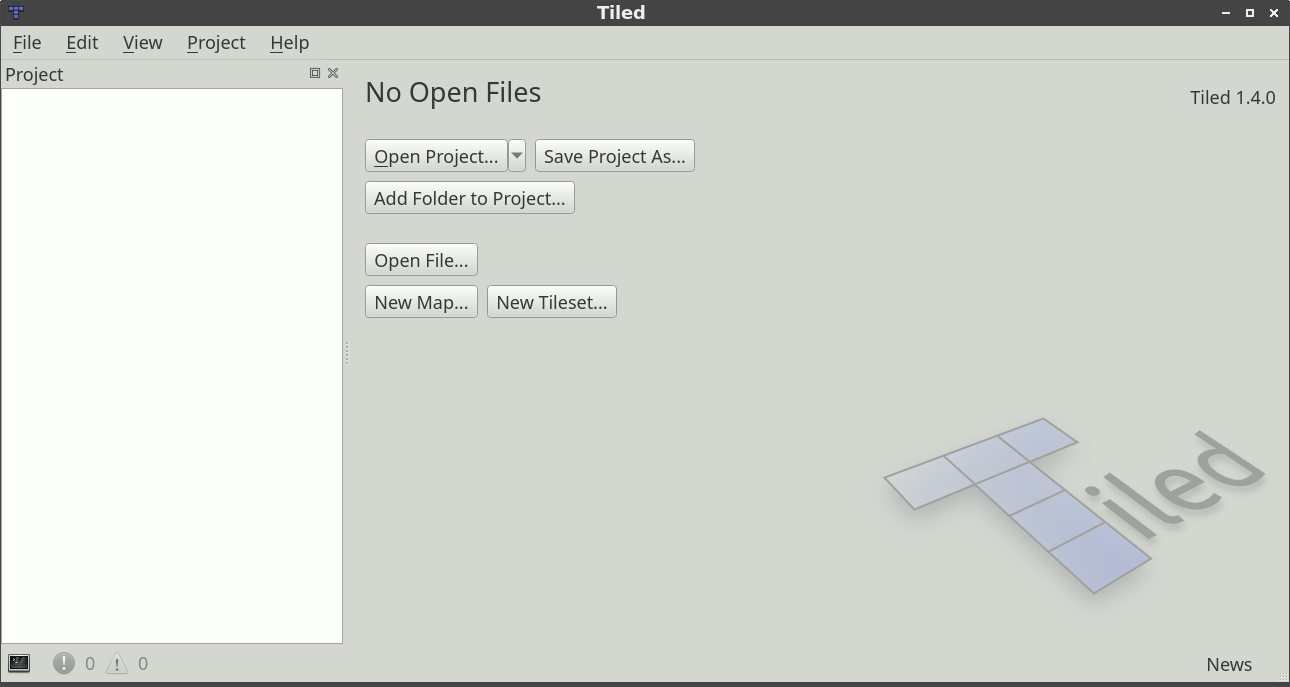 Tiled
File Edit View Project Help
Project
No Open Files
Tiled 1.4.0
Open Project... Save Project As...
Add Folder to Project...
Open File...
New Map... New Tileset...
Tiled
0 0
News